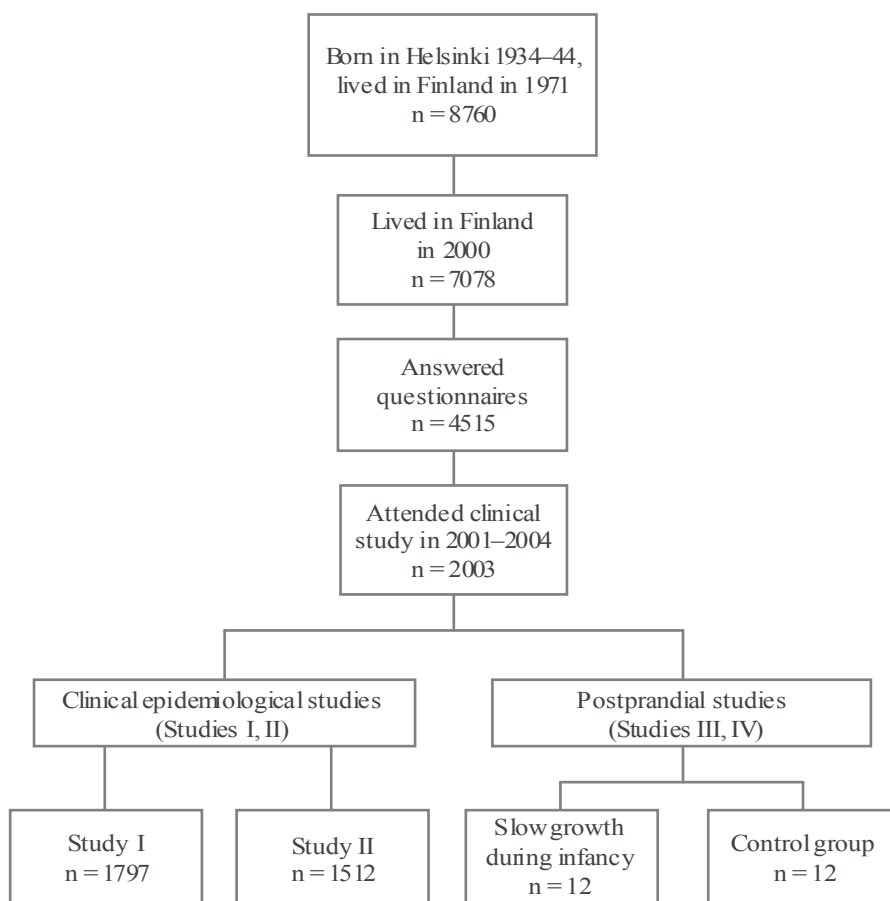 Born in Helsinki 1934–44,
lived in Finland in 1971
n = 8760
Lived in Finland
in 2000
n = 7078
Answered
questionnaires
n = 4515
Attended clinical
study in 2001–2004
n = 2003
Clinical epidemiological studies
(Studies I, II)
Postprandial studies
(Studies III, IV)
Study I
n = 1797
Study II
n = 1512
Slow growth
during infancy
n = 12
Control group
n = 12